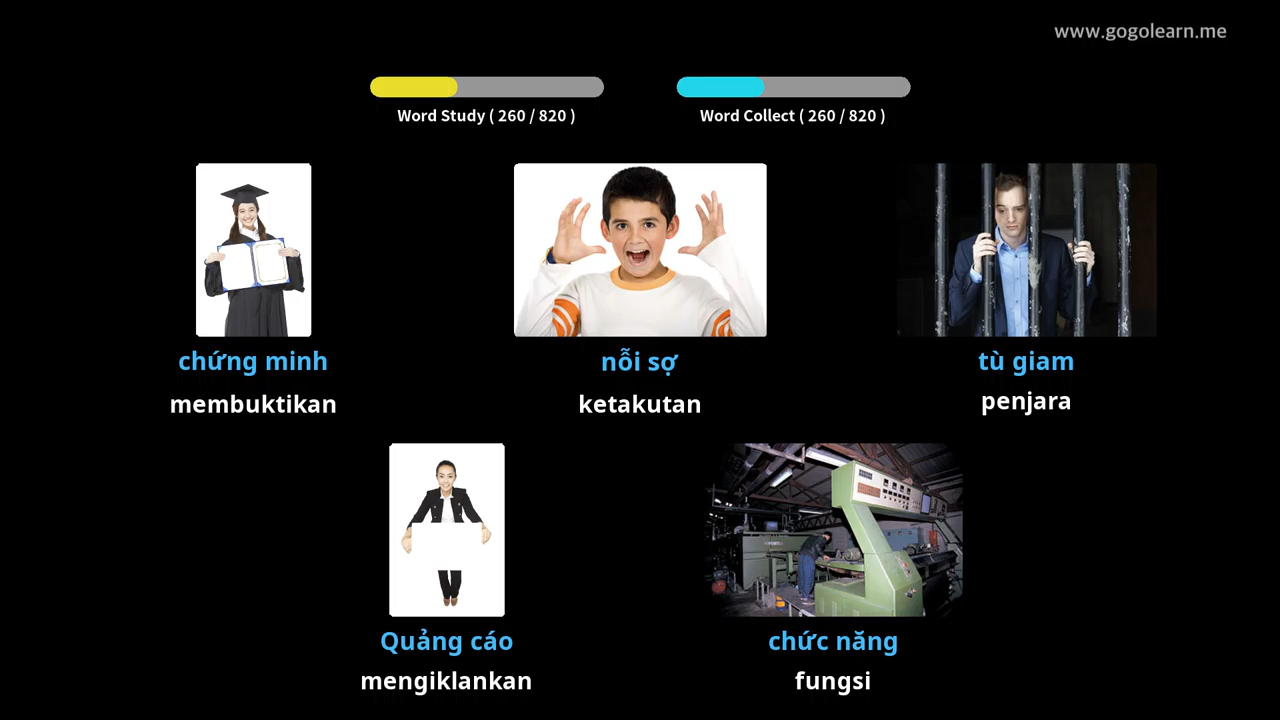 www.gogolearn.me
Word Study ( 260 / 820 )
Word Collect ( 260 / 820 )
chứng minh
membuktikan
nỗi sợ
ketakutan
tù giam
penjara
Quảng cáo
mengiklankan
chức năng
fungsi